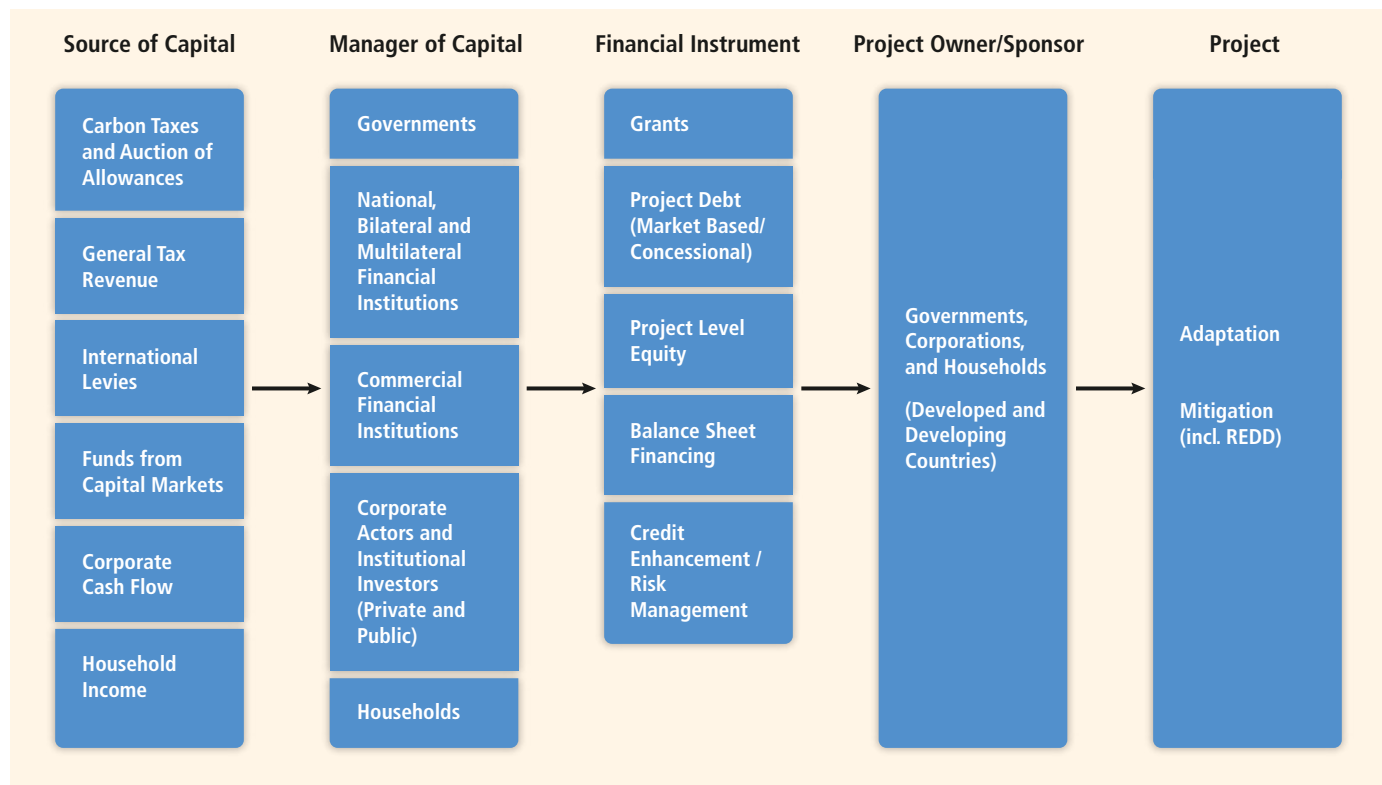 Source of Capital
Carbon Taxes
and Auction of
Allowances
General Tax
Revenue
International
Levies
Funds from
Capital Markets
Corporate
Cash Flow
Household
Income
Manager of Capital
Governments
National,
Bilateral and
Multilateral
Financial
Institutions
Commercial
Financial
Institutions
Corporate
Actors and
Institutional
Investors
(Private and
Public)
Households
Financial Instrument
Grants
Project Debt
(Market Based/
Concessional)
Project Level
Equity
Balance Sheet
Financing
Credit
Enhancement /
Risk
Management
Project Owner/Sponsor
Governments,
Corporations,
and Households
(Developed and
Developing
Countries)
Project
Adaptation
Mitigation
(incl. REDD)